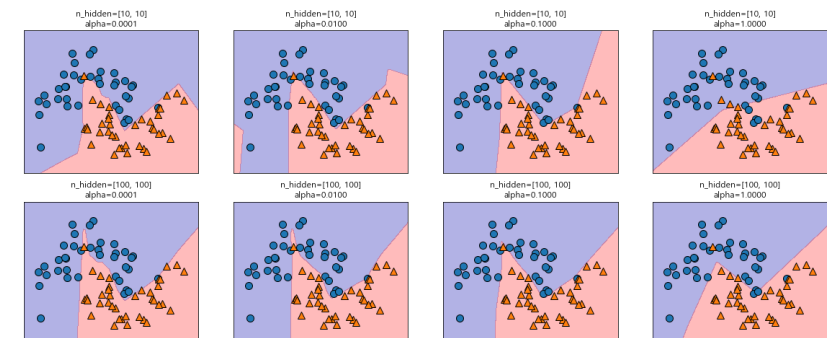 n_hidden=[10, 10]
alpha=0.0001
n_hidden=[10, 10]
alpha=0.0100
n_hidden=[10, 10]
alpha=0.1000
n_hidden=[10, 10]
alpha=1.0000
n_hidden=[100, 100]
alpha=0.0001
n_hidden=[100, 100]
alpha=0.0100
n_hidden=[100, 100]
alpha=0.1000
n_hidden=[100, 100]
alpha=1.0000